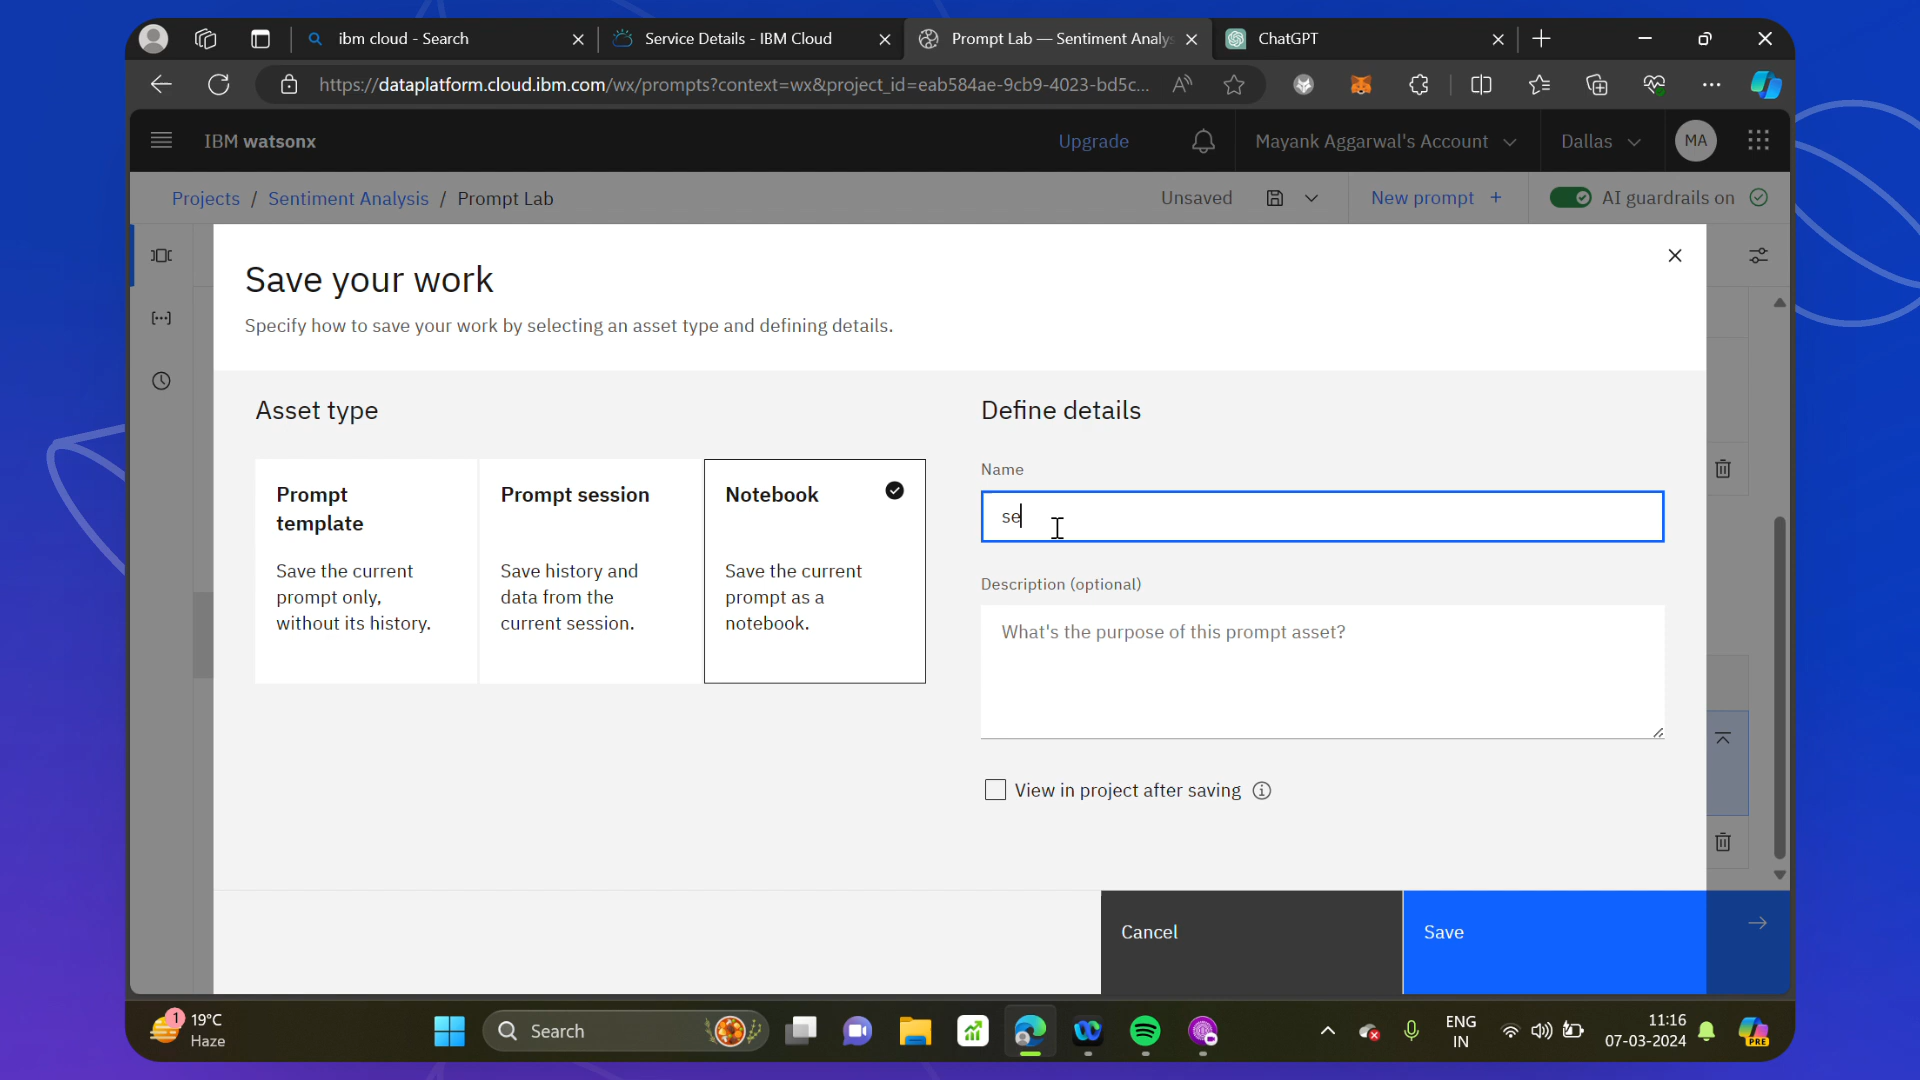 ibm cloud - Search
Service Details - IBM Cloud
Prompt Lab — Sentiment Analys
ChatGPT
https://dataplatform.cloud.ibm.com/wx/prompts?context=wx&project_id=eab584ae-9cb9-4023-bd5c...
IBM watsonx
Upgrade
Mayank Aggarwal's Account
Dallas
MA
Projects / Sentiment Analysis / Prompt Lab
Unsaved
New prompt +
AI guardrails on
Save your work
Specify how to save your work by selecting an asset type and defining details.
Asset type
Prompt
template
Save the current
prompt only,
without its history.
Prompt session
Save history and
data from the
current session.
Notebook
Save the current
prompt as a
notebook.
Define details
Name
se
Description (optional)
What's the purpose of this prompt asset?
View in project after saving
Cancel
Save
1
19°C
Haze
Search
ENG
IN
11:16
07-03-2024
PRE